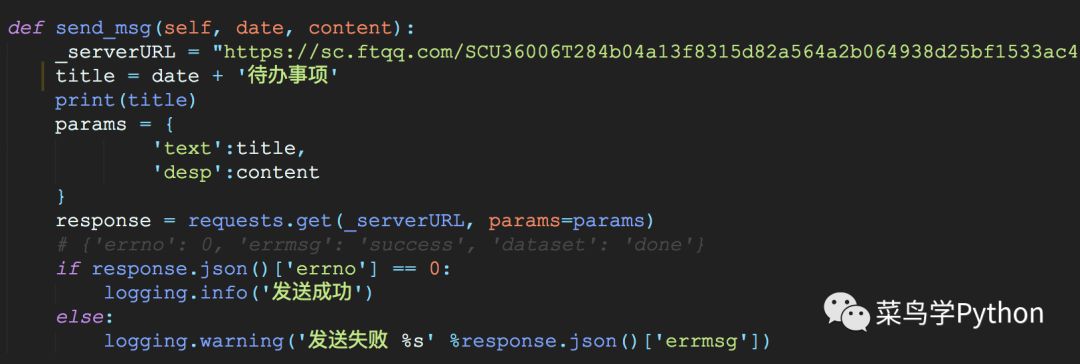 def send_msg(self, date, content):
    _serverURL = "https://sc.ftqq.com/SCU36006T284b04a13f8315d82a564a2b064938d25bf1533ac4
    title = date + '待办事项'
    print(title)
    params = {
            'text':title,
            'desp':content
    }
    response = requests.get(_serverURL, params=params)
    # {'errno': 0, 'errmsg': 'success', 'dataset': 'done'}
    if response.json()['errno'] == 0:
        logging.info('发送成功')
    else:
        logging.warning('发送失败 %s' %response.json()['errmsg'])
菜鸟学Python